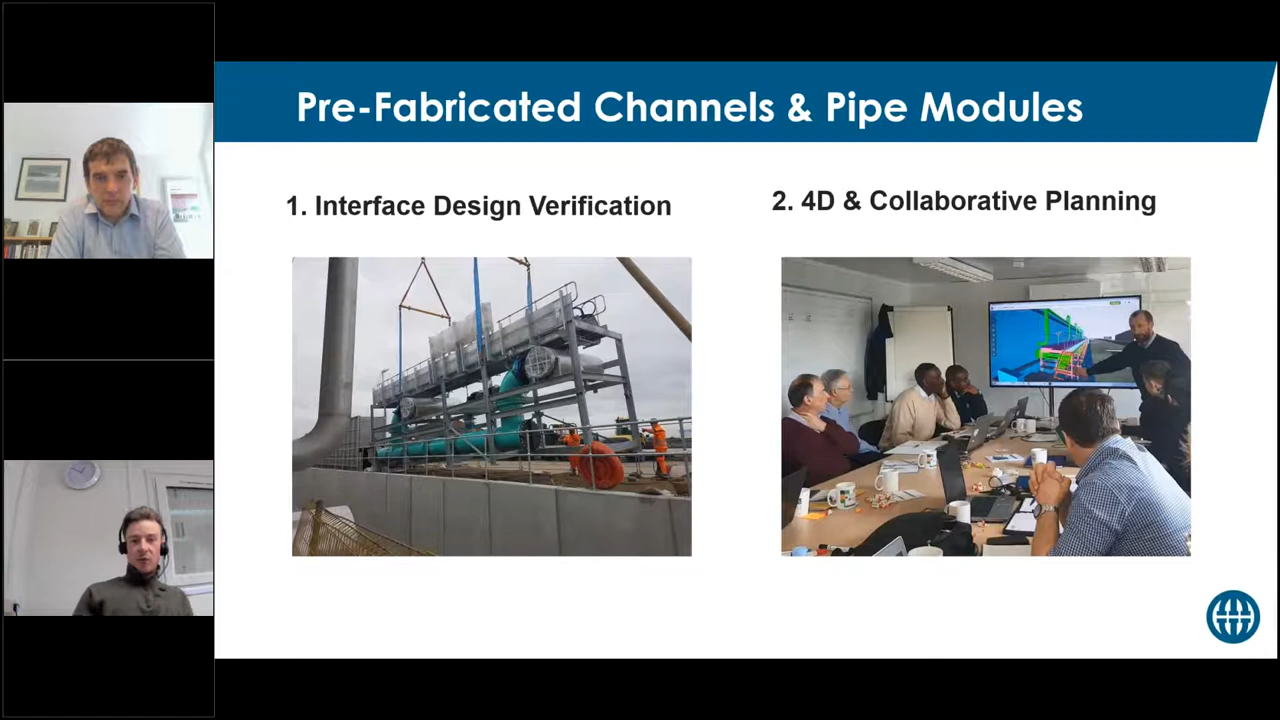 Pre-Fabricated Channels & Pipe Modules
1. Interface Design Verification
2. 4D & Collaborative Planning